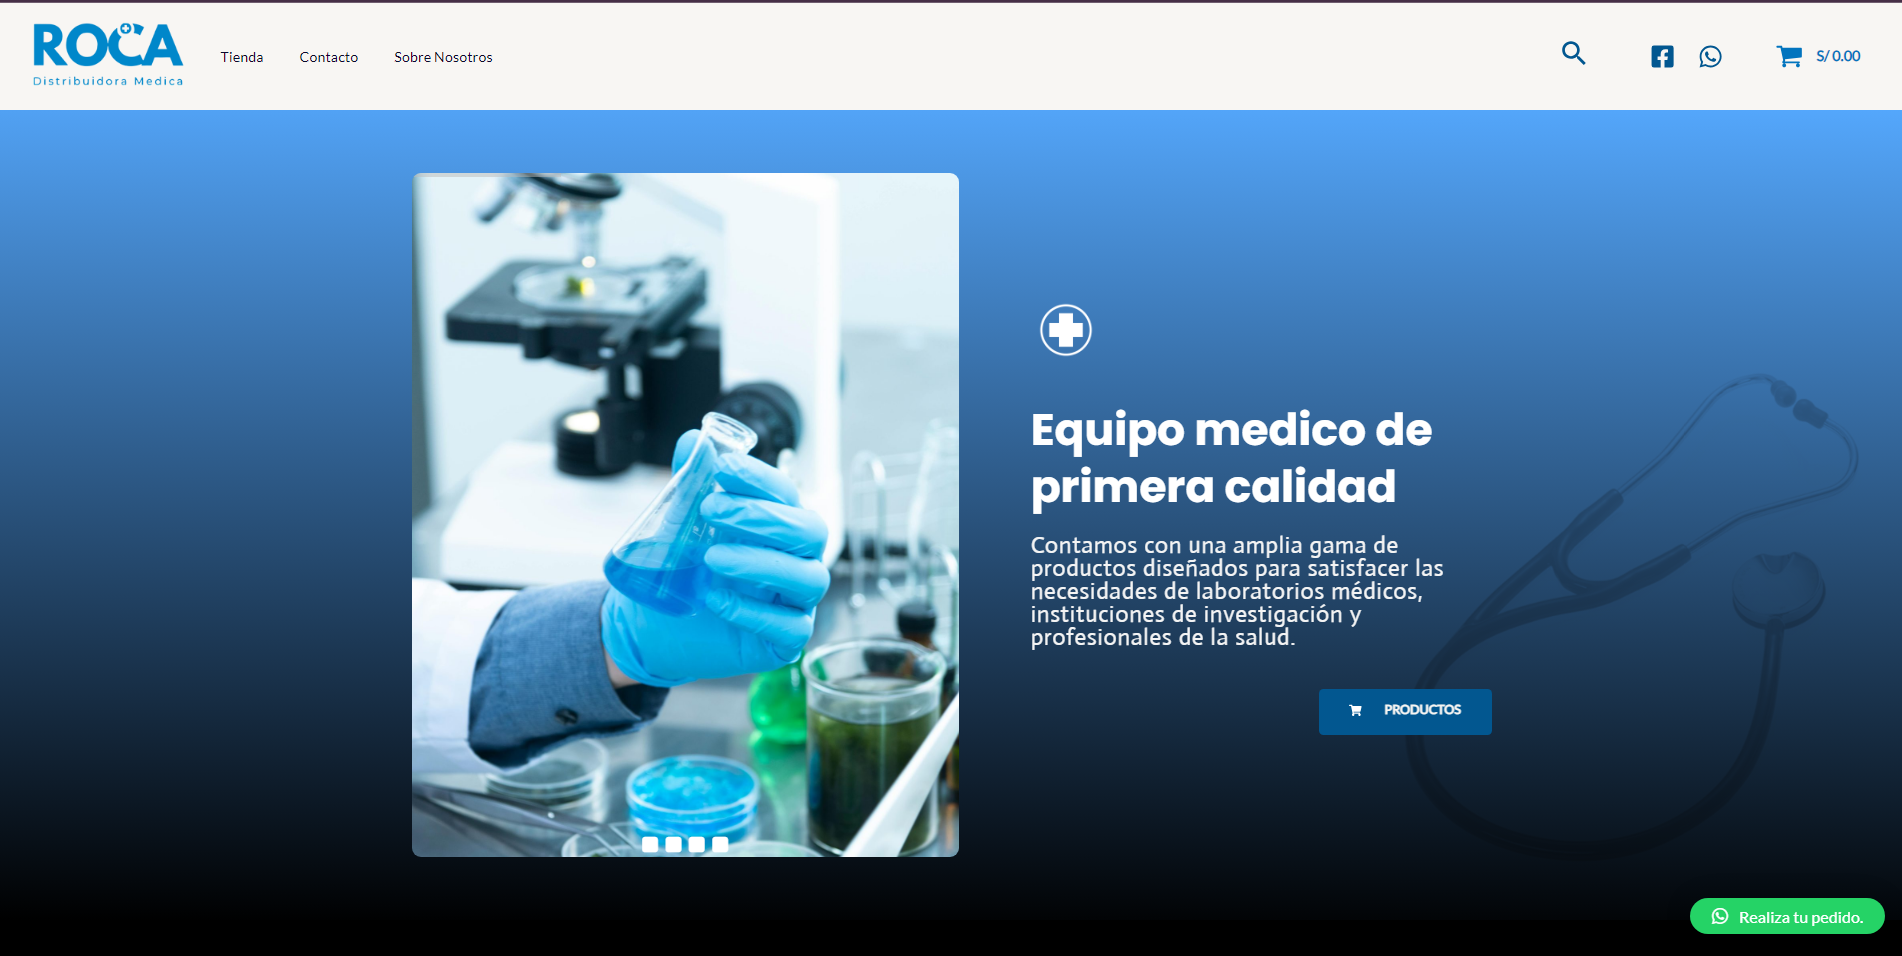 ROCA
Distribuidora Medica
Tienda
Contacto
Sobre Nosotros
S/ 0.00
Equipo medico de
primera calidad
Contamos con una amplia gama de
productos diseñados para satisfacer las
necesidades de laboratorios médicos,
instituciones de investigación y
profesionales de la salud.
PRODUCTOS
Realiza tu pedido.